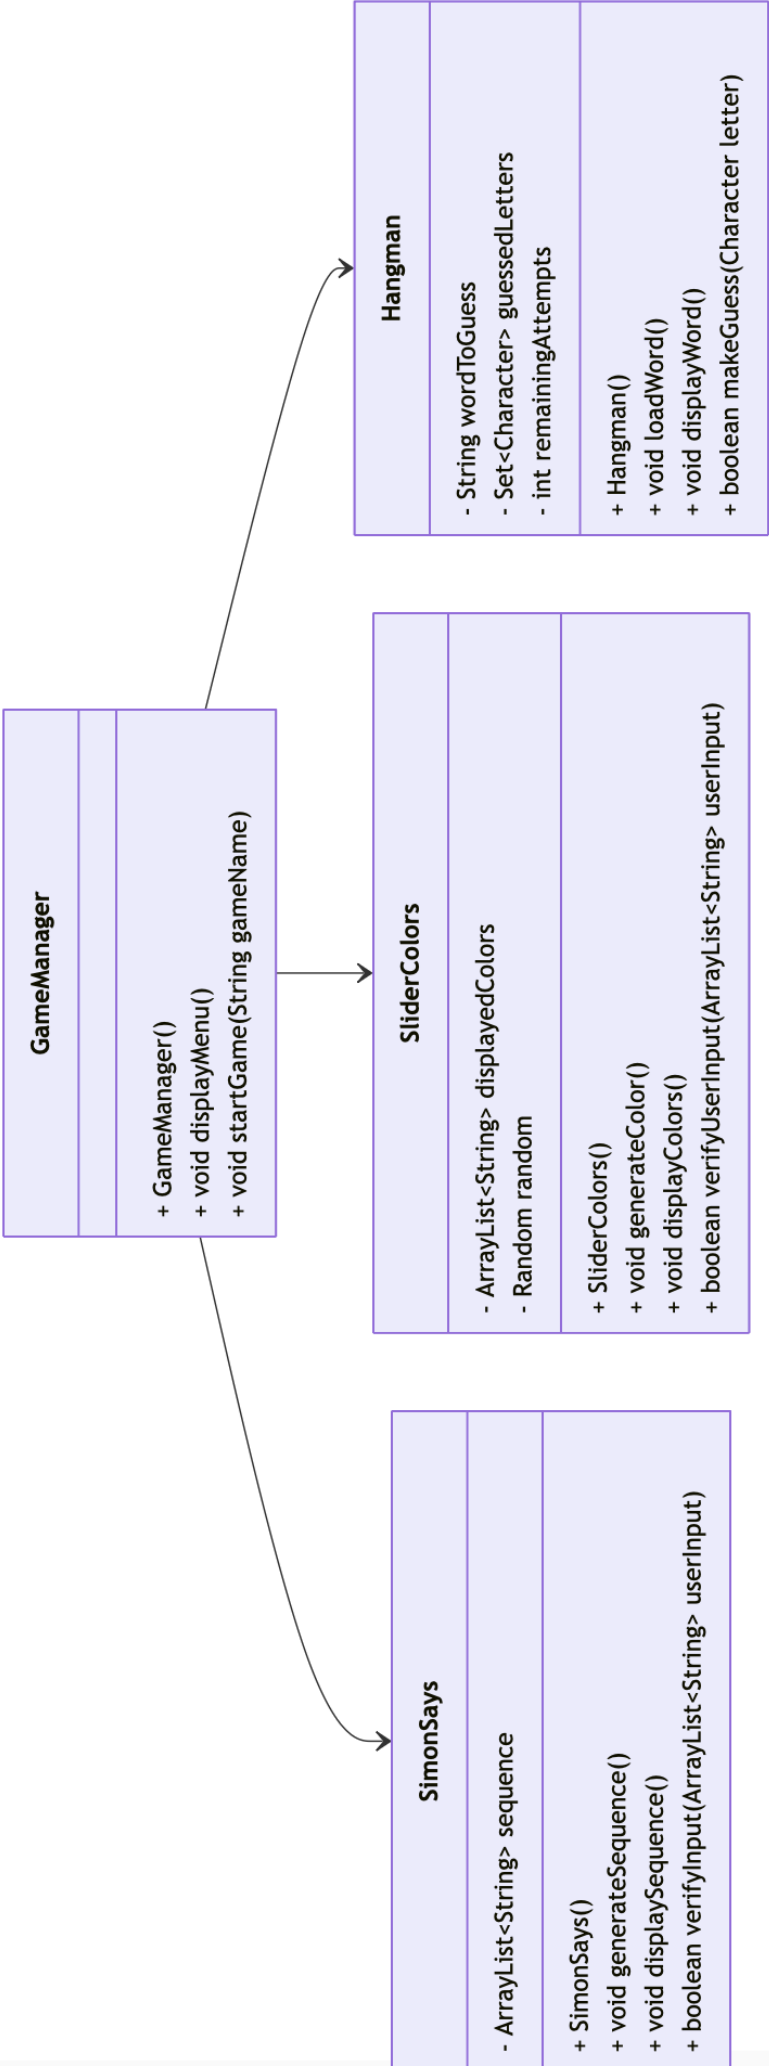 GameManager
+ GameManager()
+ void displayMenu()
+ void startGame(String gameName)
SimonSays
- ArrayList<String> sequence
+ SimonSays()
+ void generateSequence()
+ void displaySequence()
+ boolean verifyInput(ArrayList<String> userInput)
SliderColors
- ArrayList<String> displayedColors
- Random random
+ SliderColors()
+ void generateColor()
+ void displayColors()
+ boolean verifyUserInput(ArrayList<String> userInput)
Hangman
- String wordToGuess
- Set<Character> guessedLetters
- int remainingAttempts
+ Hangman()
+ void loadWord()
+ void displayWord()
+ boolean makeGuess(Character letter)